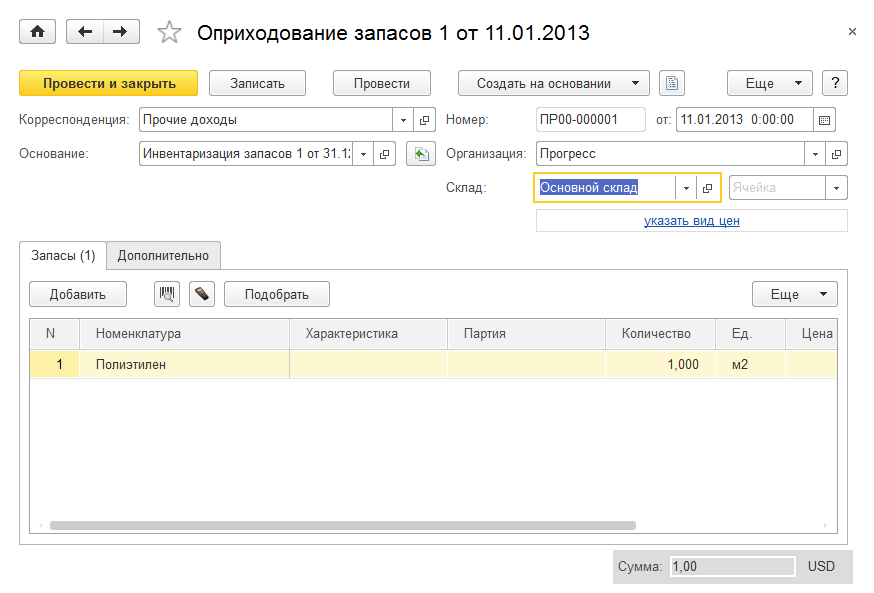 Оприходование запасов 1 от 11.01.2013
Провести и закрыть Записать Провести Создать на основании Еще ?
Корреспонденция: Прочие доходы Номер: ПР00-000001 от: 11.01.2013 0:00:00
Основание: Инвентаризация запасов 1 от 31.12 Организация: Прогресс
Склад: Основной склад Ячейка
указать вид цен
Запасы (1) Дополнительно
Добавить Подобрать Еще
N Номенклатура Характеристика Партия Количество Ед. Цена
1 Полиэтилен 1,000 м2
Сумма: 1,00 USD